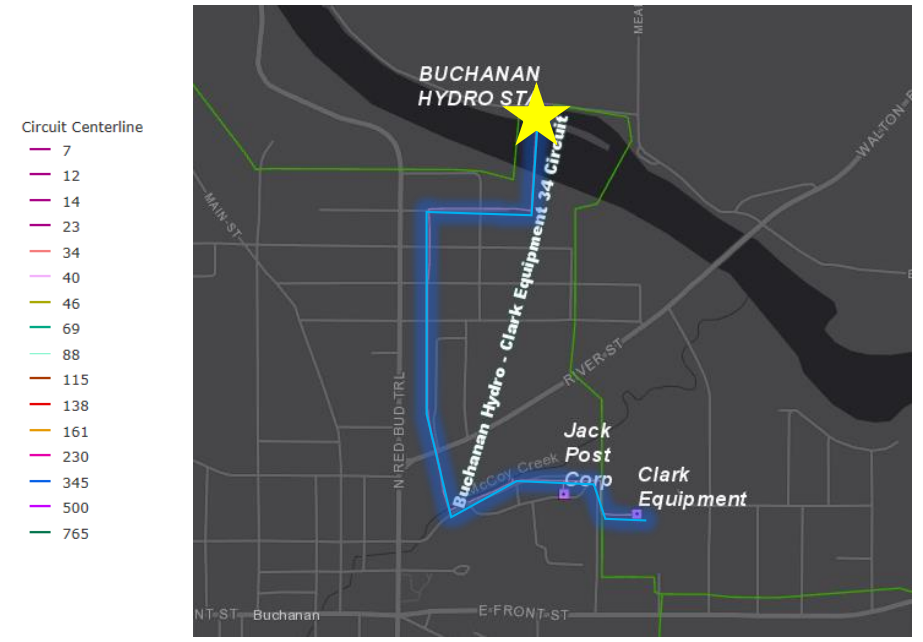 Circuit Centerline
7
12
14
23
34
40
46
69
88
115
138
161
230
345
500
765
BUCHANAN
HYDRO STA
MAIN-ST
WALTON-R
Buchanan Hydro - Clark Equipment 34 Circuit
N-RED-BUD-TRL
RIVER-ST
McCoy Creek
Jack
Post
Corp
Clark
Equipment
NT-ST
Buchanan
E-FRONT-ST